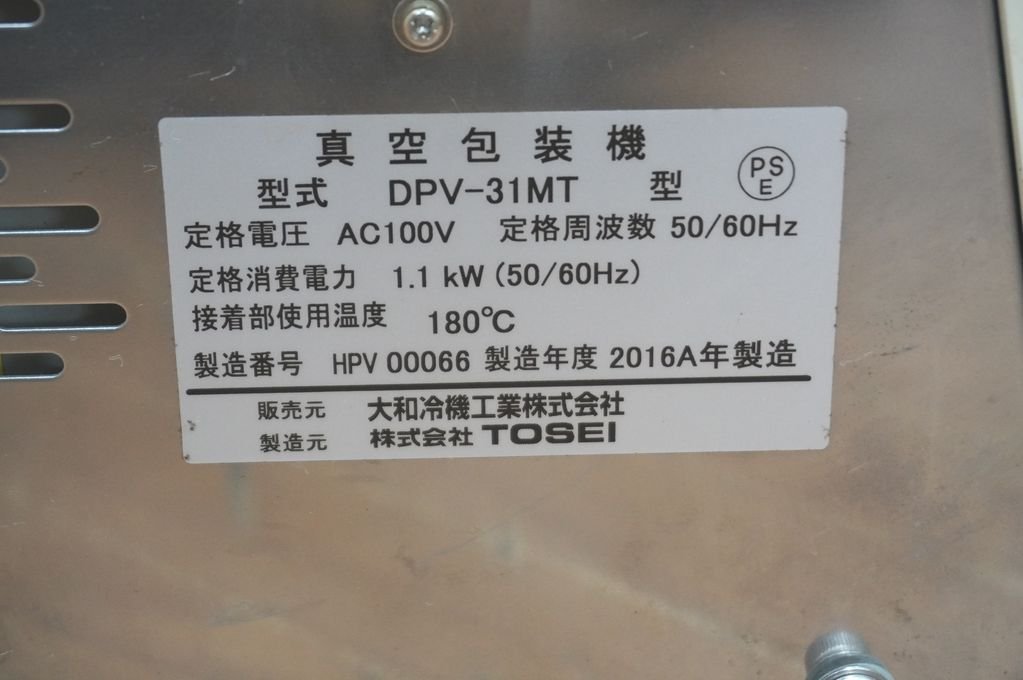 真空包装機
型式 DPV-31MT 型 PSE
定格電圧 AC100V 定格周波数 50/60Hz
定格消費電力 1.1 kW (50/60Hz)
接着部使用温度 180℃
製造番号 HPV 00066 製造年度 2016A年製造
販売元 大和冷機工業株式会社
製造元 株式会社 TOSEI